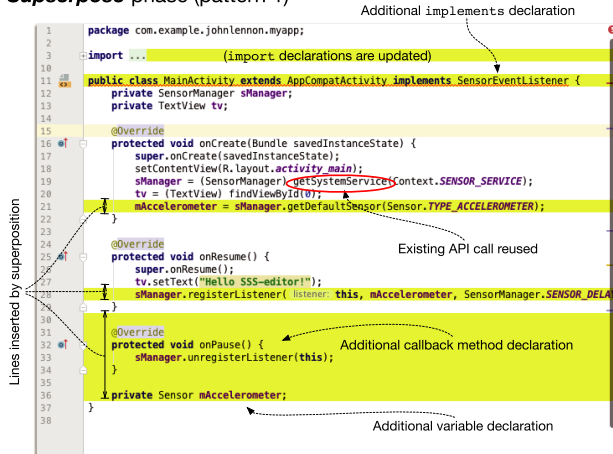 Superpose phase (pattern 1)
Additional implements declaration
1 package com.example.johnlennon.myapp;
2
3 import ... (import declarations are updated)
10
11 public class MainActivity extends AppCompatActivity implements SensorEventListener {
12 private SensorManager sManager;
13 private TextView tv;
14
15 @Override
16 protected void onCreate(Bundle savedInstanceState) {
17 super.onCreate(savedInstanceState);
18 setContentView(R.layout.activity_main);
19 sManager = (SensorManager) getSystemService(Context.SENSOR_SERVICE);
20 tv = (TextView) findViewById(0);
21 mAccelerometer = sManager.getDefaultSensor(Sensor.TYPE_ACCELEROMETER);
22 }
23
Existing API call reused
24 @Override
25 protected void onResume() {
26 super.onResume();
27 tv.setText("Hello SSS-editor!");
28 sManager.registerListener( listener: this, mAccelerometer, SensorManager.SENSOR_DELA
29 }
30
31 @Override
32 protected void onPause() {
Additional callback method declaration
33 sManager.unregisterListener(this);
34 }
35
36 private Sensor mAccelerometer;
37 }
38
Additional variable declaration
Lines inserted by superposition